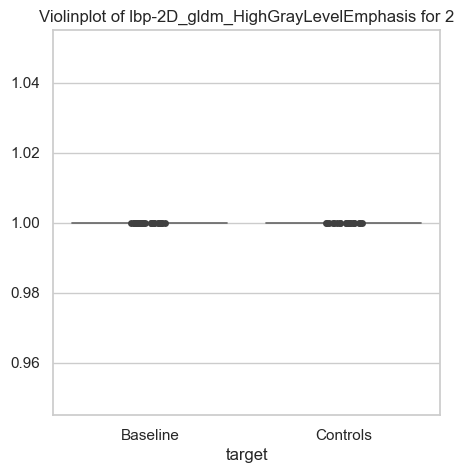 Violinplot of lbp-2D_gldm_HighGrayLevelEmphasis for 2
1.04
1.02
1.00
0.98
0.96
Baseline Controls
target